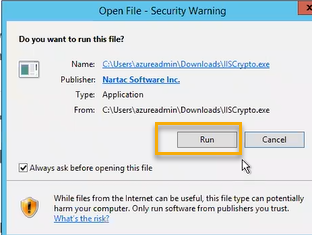 Open File - Security Warning
Do you want to run this file?
Name: C:\Users\azureadmin\Downloads\IISCrypto.exe
Publisher: Nartac Software Inc.
Type: Application
From: C:\Users\azureadmin\Downloads\IISCrypto.exe
Run Cancel
Always ask before opening this file
While files from the Internet can be useful, this file type can potentially
harm your computer. Only run software from publishers you trust.
What's the risk?